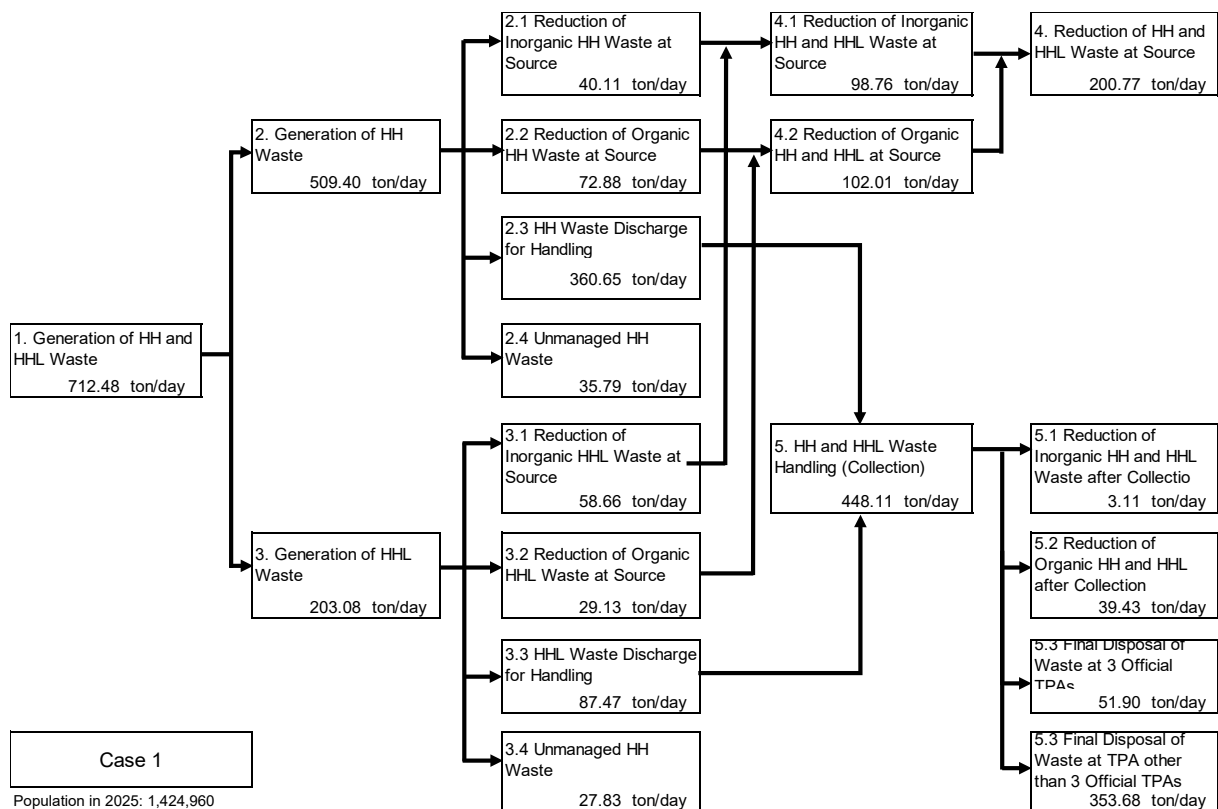 2.1 Reduction of
Inorganic HH Waste at
Source
40.11 ton/day
4.1 Reduction of Inorganic
HH and HHL Waste at
Source
98.76 ton/day
4. Reduction of HH and
HHL Waste at Source
200.77 ton/day
2. Generation of HH
Waste
509.40 ton/day
2.2 Reduction of Organic
HH Waste at Source
72.88 ton/day
4.2 Reduction of Organic
HH and HHL at Source
102.01 ton/day
2.3 HH Waste Discharge
for Handling
360.65 ton/day
1. Generation of HH and
HHL Waste
712.48 ton/day
2.4 Unmanaged HH
Waste
35.79 ton/day
3.1 Reduction of
Inorganic HHL Waste at
Source
58.66 ton/day
5. HH and HHL Waste
Handling (Collection)
448.11 ton/day
5.1 Reduction of
Inorganic HH and HHL
Waste after Collectio
3.11 ton/day
3. Generation of HHL
Waste
203.08 ton/day
3.2 Reduction of Organic
HHL Waste at Source
29.13 ton/day
5.2 Reduction of
Organic HH and HHL
after Collection
39.43 ton/day
3.3 HHL Waste Discharge
for Handling
87.47 ton/day
5.3 Final Disposal of
Waste at 3 Official
TPAs
51.90 ton/day
3.4 Unmanaged HH
Waste
27.83 ton/day
5.3 Final Disposal of
Waste at TPA other
than 3 Official TPAs
353.68 ton/day
Case 1
Population in 2025: 1,424,960